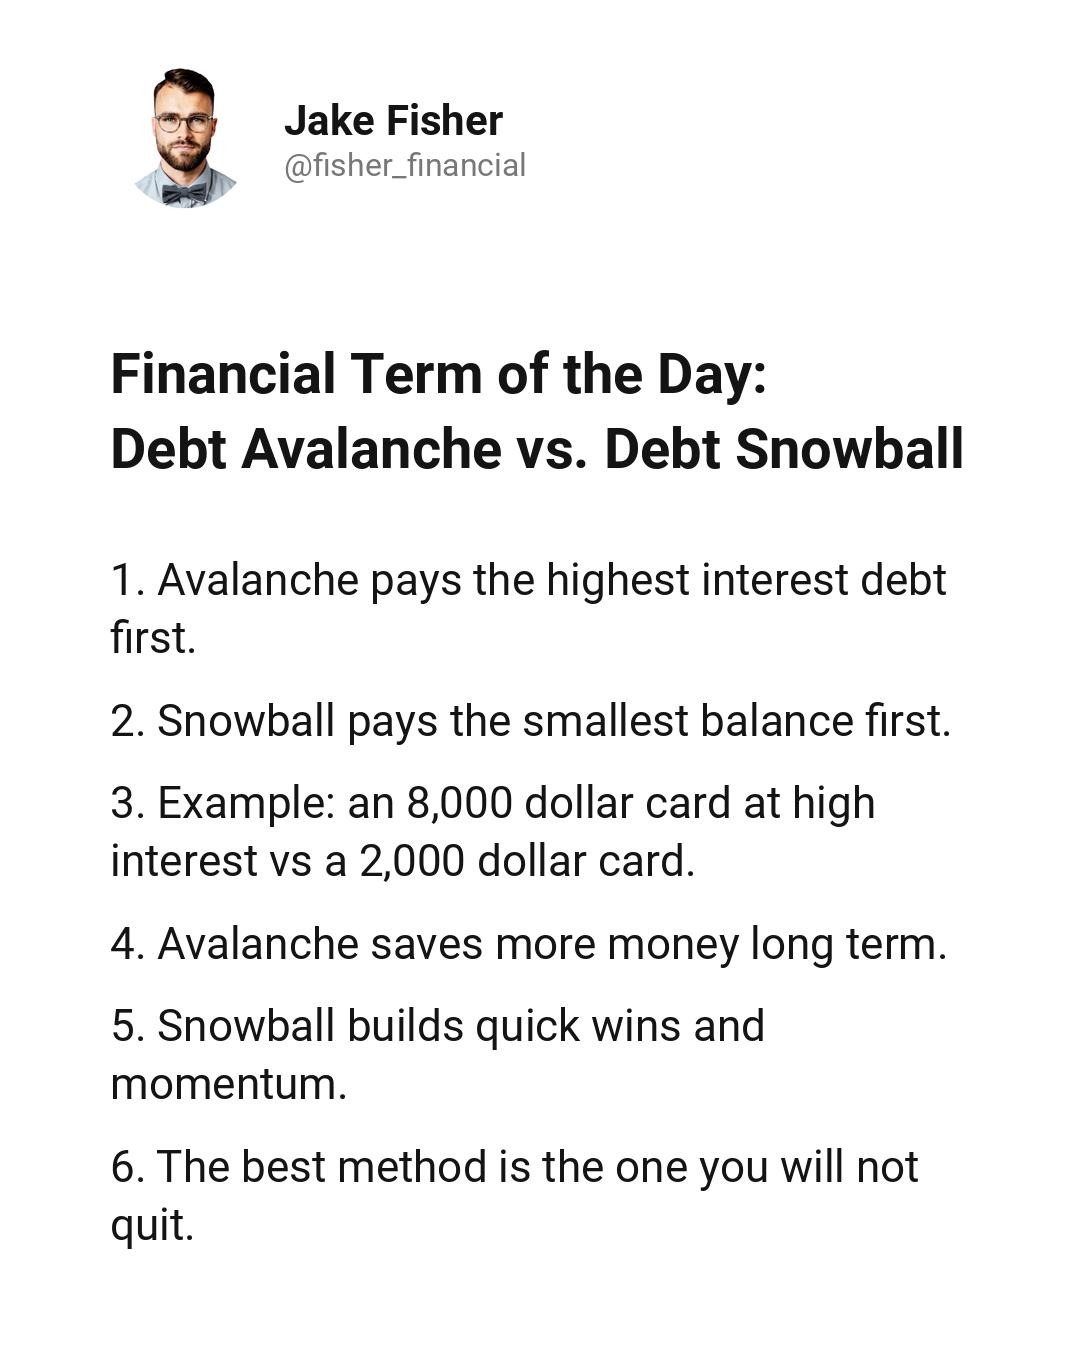 Jake Fisher
@fisher_financial
Financial Term of the Day:
Debt Avalanche vs. Debt Snowball
1. Avalanche pays the highest interest debt
first.
2. Snowball pays the smallest balance first.
3. Example: an 8,000 dollar card at high
interest vs a 2,000 dollar card.
4. Avalanche saves more money long term.
5. Snowball builds quick wins and
momentum.
6. The best method is the one you will not
quit.